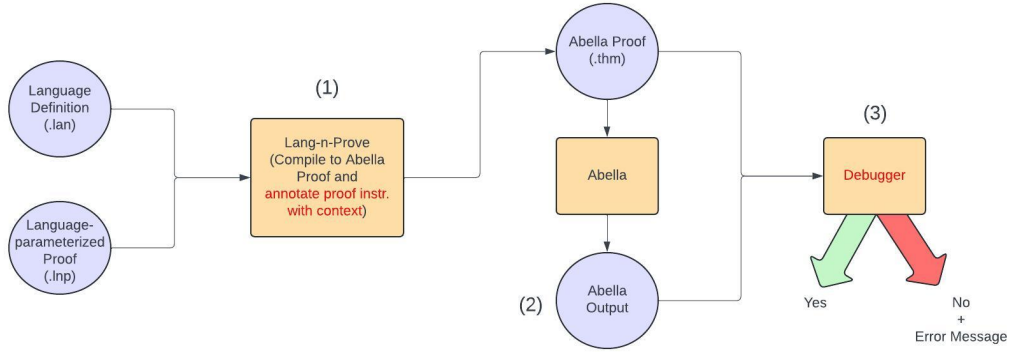 Language
Definition
(.lan)
Language-
parameterized
Proof
(.lnp)
(1)
Lang-n-Prove
(Compile to Abella
Proof and
annotate proof instr.
with context)
Abella Proof
(.thm)
Abella
(2)
Abella
Output
(3)
Debugger
Yes
No
+
Error Message